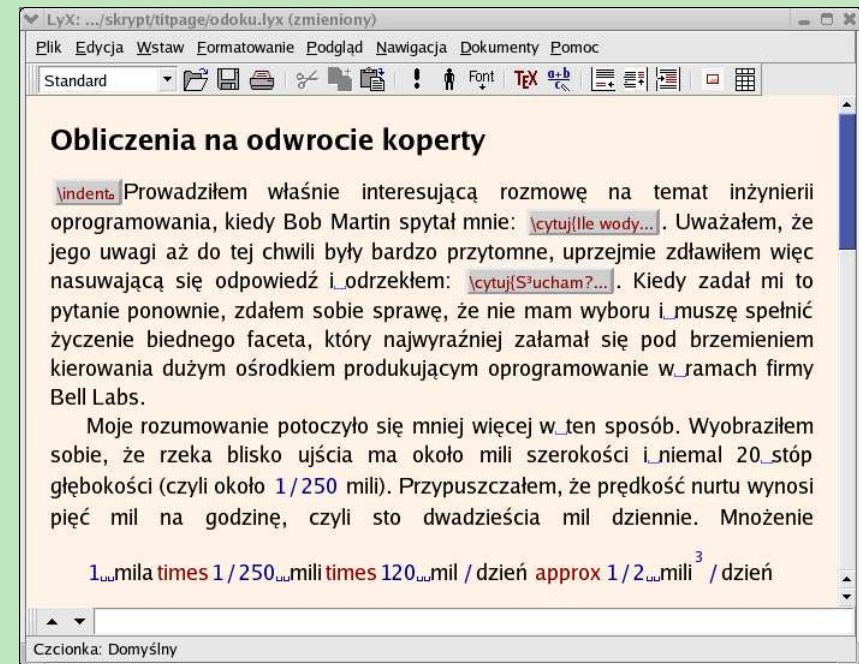 LyX: .../skrypt/titpage/odoku.lyx (zmieniony)
Plik Edycja Wstaw Formatowanie Podgląd Nawigacja Dokumenty Pomoc
Standard ! Font TEX a+b c
Obliczenia na odwrocie koperty
\indent Prowadziłem właśnie interesującą rozmowę na temat inżynierii
oprogramowania, kiedy Bob Martin spytał mnie: \cytuj{Ile wody... . Uważałem, że
jego uwagi aż do tej chwili były bardzo przytomne, uprzejmie zdławiłem więc
nasuwającą się odpowiedź i␣odrzekłem: \cytuj{S³ucham?... . Kiedy zadał mi to
pytanie ponownie, zdałem sobie sprawę, że nie mam wyboru i␣muszę spełnić
życzenie biednego faceta, który najwyraźniej załamał się pod brzemieniem
kierowania dużym ośrodkiem produkującym oprogramowanie w␣ramach firmy
Bell Labs.
Moje rozumowanie potoczyło się mniej więcej w␣ten sposób. Wyobraziłem
sobie, że rzeka blisko ujścia ma około mili szerokości i␣niemal 20␣stóp
głębokości (czyli około 1/250 mili). Przypuszczałem, że prędkość nurtu wynosi
pięć mil na godzinę, czyli sto dwadzieścia mil dziennie. Mnożenie
1␣␣mila times 1/250␣␣mili times 120␣␣mil / dzień approx 1/2␣␣mili³ / dzień
Czcionka: Domyślny